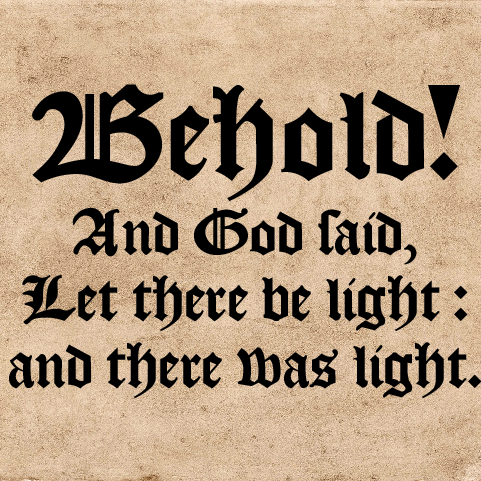 Behold!
And God ſaid,
Let there be light :
and there was light.